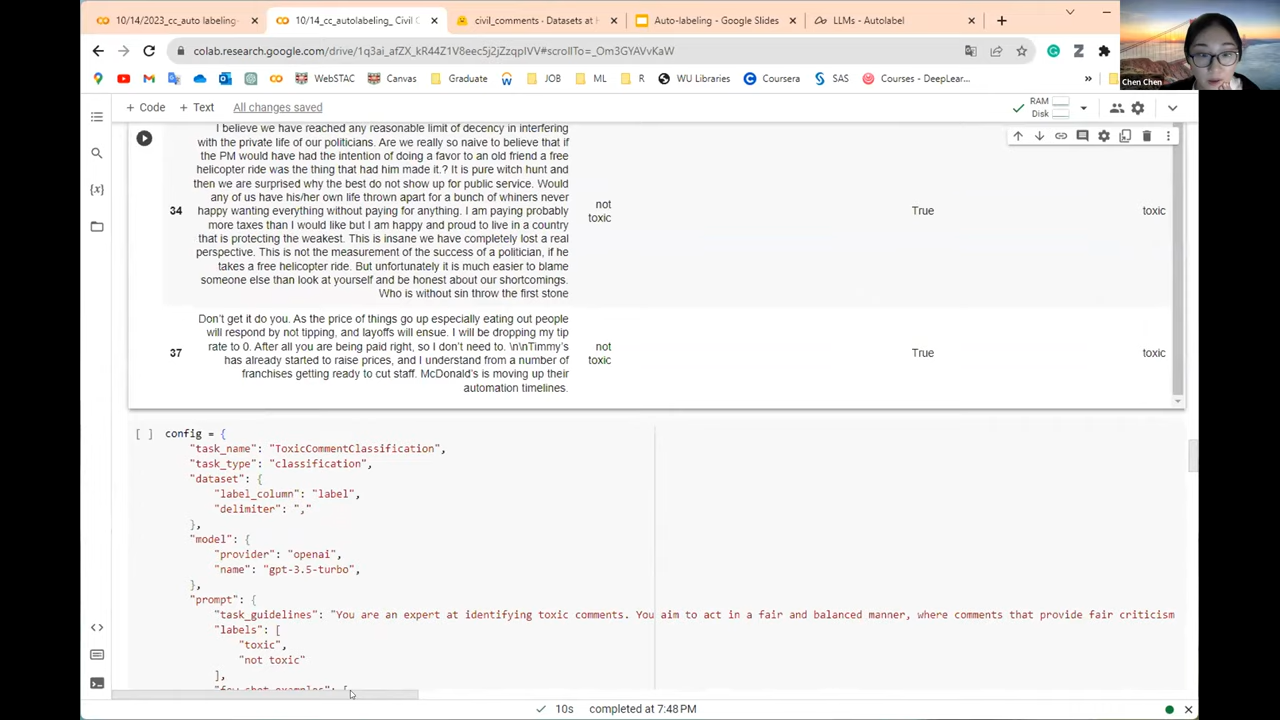 10/14/2023_cc_auto labeling-
10/14_cc_autolabeling_ Civil C
civil_comments · Datasets at H
Auto-labeling - Google Slides
LLMs - Autolabel
colab.research.google.com/drive/1q3ai_afZX_kR44Z1V8eec5j2jZzqpIVV#scrollTo=_Om3GYAVvKaW
WebSTAC
Canvas
Graduate
JOB
ML
R
WU Libraries
Coursera
SAS
Courses - DeepLear...
Chen Chen
+ Code
+ Text
All changes saved
RAM
Disk
I believe we have reached any reasonable limit of decency in interfering
with the private life of our politicians. Are we really so naive to believe that if
the PM would have had the intention of doing a favor to an old friend a free
helicopter ride was the thing that had him made it.? It is pure witch hunt and
then we are surprised why the best do not show up for public service. Would
any of us have his/her own life thrown apart for a bunch of whiners never
happy wanting everything without paying for anything. I am paying probably
more taxes than I would like but I am happy and proud to live in a country
that is protecting the weakest. This is insane we have completely lost a real
perspective. This is not the measurement of the success of a politician, if he
takes a free helicopter ride. But unfortunately it is much easier to blame
someone else than look at yourself and be honest about our shortcomings.
Who is without sin throw the first stone
34
not
toxic
True
toxic
Don't get it do you. As the price of things go up especially eating out people
will respond by not tipping, and layoffs will ensue. I will be dropping my tip
rate to 0. After all you are being paid right, so I don't need to. \n\nTimmy's
has already started to raise prices, and I understand from a number of
franchises getting ready to cut staff. McDonald's is moving up their
automation timelines.
37
not
toxic
True
toxic
[ ] config = {
"task_name": "ToxicCommentClassification",
"task_type": "classification",
"dataset": {
"label_column": "label",
"delimiter": ","
},
"model": {
"provider": "openai",
"name": "gpt-3.5-turbo",
},
"prompt": {
"task_guidelines": "You are an expert at identifying toxic comments. You aim to act in a fair and balanced manner, where comments that provide fair criticism
"labels": [
"toxic",
"not toxic"
],
"few_shot_examples": [
10s completed at 7:48 PM